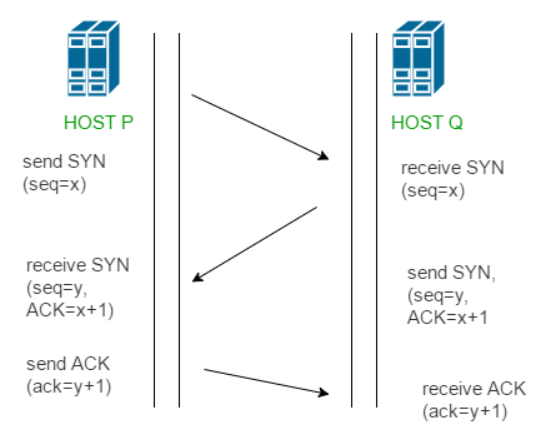 HOST P
HOST Q
send SYN
(seq=x)
receive SYN
(seq=x)
receive SYN
(seq=y,
ACK=x+1)
send SYN,
(seq=y,
ACK=x+1
send ACK
(ack=y+1)
receive ACK
(ack=y+1)